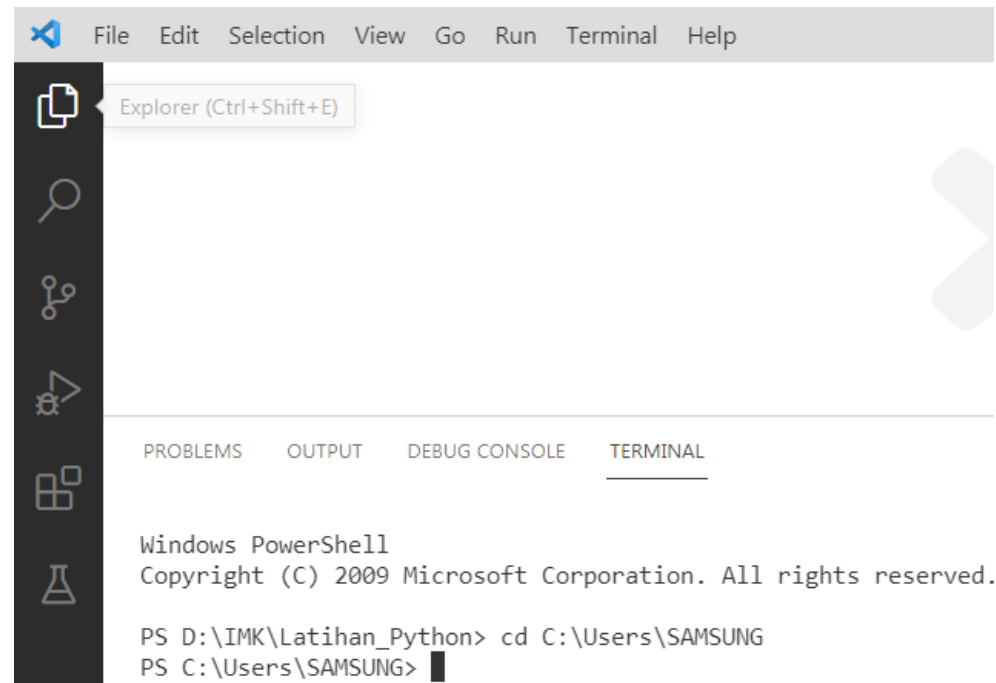 File Edit Selection View Go Run Terminal Help
Explorer (Ctrl+Shift+E)
PROBLEMS OUTPUT DEBUG CONSOLE TERMINAL
Windows PowerShell
Copyright (C) 2009 Microsoft Corporation. All rights reserved.
PS D:\IMK\Latihan_Python> cd C:\Users\SAMSUNG
PS C:\Users\SAMSUNG>